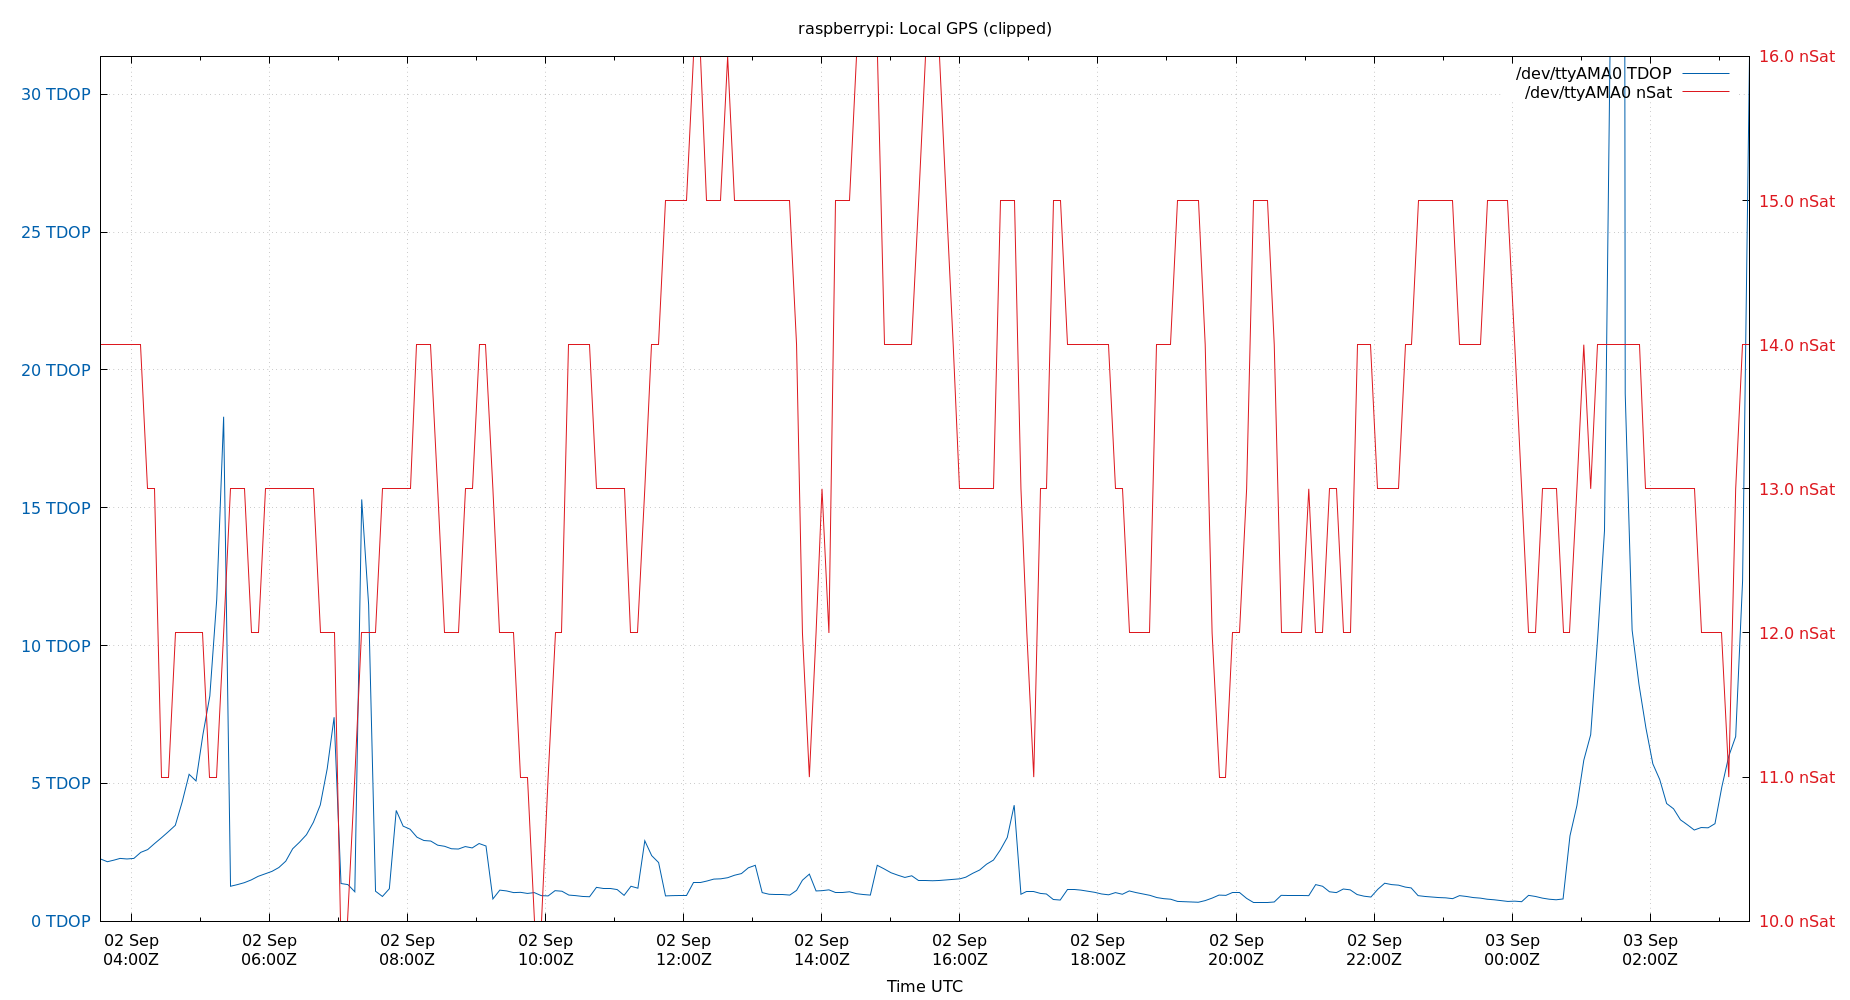 raspberrypi: Local GPS (clipped)
/dev/ttyAMA0 TDOP
/dev/ttyAMA0 nSat
30 TDOP
25 TDOP
20 TDOP
15 TDOP
10 TDOP
5 TDOP
0 TDOP
16.0 nSat
15.0 nSat
14.0 nSat
13.0 nSat
12.0 nSat
11.0 nSat
10.0 nSat
02 Sep
04:00Z
02 Sep
06:00Z
02 Sep
08:00Z
02 Sep
10:00Z
02 Sep
12:00Z
02 Sep
14:00Z
02 Sep
16:00Z
02 Sep
18:00Z
02 Sep
20:00Z
02 Sep
22:00Z
03 Sep
00:00Z
03 Sep
02:00Z
Time UTC